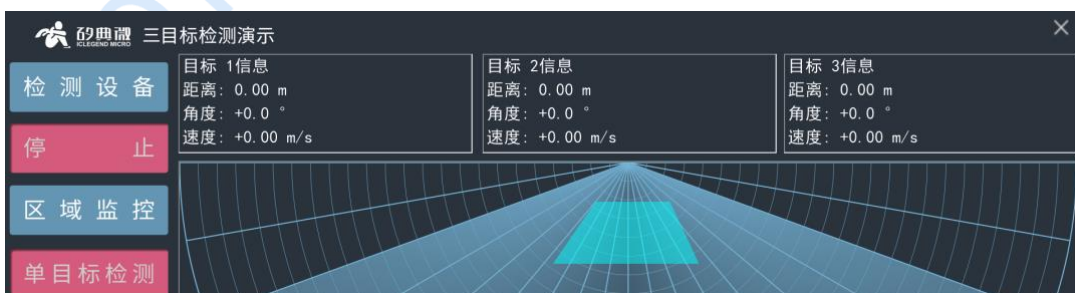 矽典微 三目标检测演示
ICLEGEND MICRO
检测设备
停止
区域监控
单目标检测
目标 1信息
距离: 0.00 m
角度: +0.0 °
速度: +0.00 m/s
目标 2信息
距离: 0.00 m
角度: +0.0 °
速度: +0.00 m/s
目标 3信息
距离: 0.00 m
角度: +0.0 °
速度: +0.00 m/s